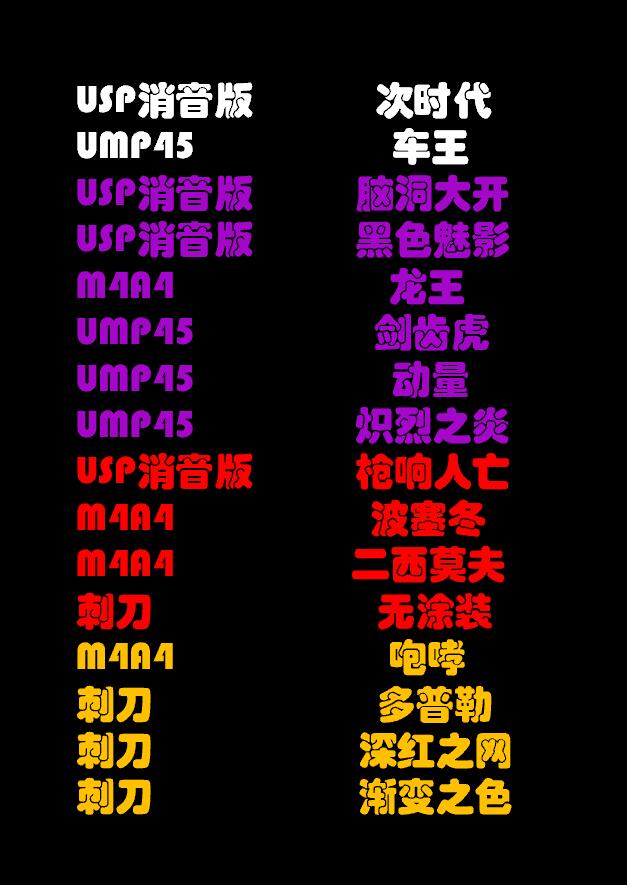 USP消音版 次时代
UMP45 车王
USP消音版 脑洞大开
USP消音版 黑色魅影
M4A4 龙王
UMP45 剑齿虎
UMP45 动量
UMP45 炽烈之炎
USP消音版 枪响人亡
M4A4 波塞冬
M4A4 二西莫夫
刺刀 无涂装
M4A4 咆哮
刺刀 多普勒
刺刀 深红之网
刺刀 渐变之色